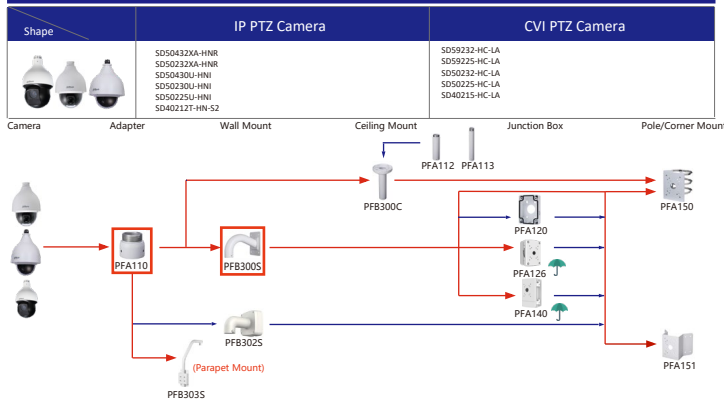 Shape
IP PTZ Camera
CVI PTZ Camera
SD50432XA-HNR
SD50232XA-HNR
SD50430U-HNI
SD50230U-HNI
SD50225U-HNI
SD40212T-HN-S2
SD59232-HC-LA
SD59225-HC-LA
SD50232-HC-LA
SD50225-HC-LA
SD40215-HC-LA
Camera
Adapter
Wall Mount
Ceiling Mount
Junction Box
Pole/Corner Mount
PFA112
PFA113
PFB300C
PFA150
PFA120
PFA110
PFB300S
PFA126
PFA140
PFB302S
PFA151
(Parapet Mount)
PFB303S